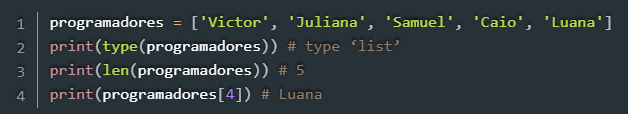 1 programadores = ['Victor', 'Juliana', 'Samuel', 'Caio', 'Luana']
2 print(type(programadores)) # type ‘list’
3 print(len(programadores)) # 5
4 print(programadores[4]) # Luana